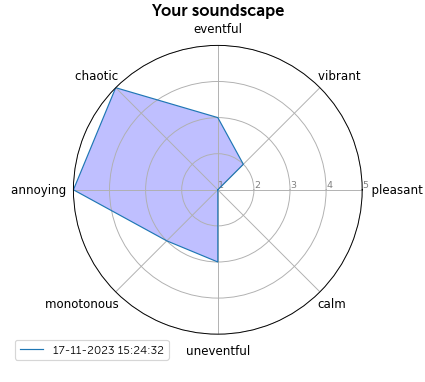 Your soundscape
eventful
chaotic
vibrant
annoying
1 2 3 4 5
pleasant
monotonous
calm
17-11-2023 15:24:32
uneventful